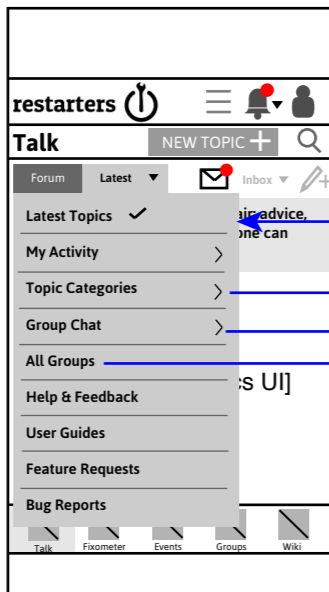 restarters
Talk NEW TOPIC
Forum Latest Inbox
Latest Topics advice,
one can
My Activity
Topic Categories
Group Chat
All Groups
s UI]
Help & Feedback
User Guides
Feature Requests
Bug Reports
Talk Fixometer Events Groups Wiki